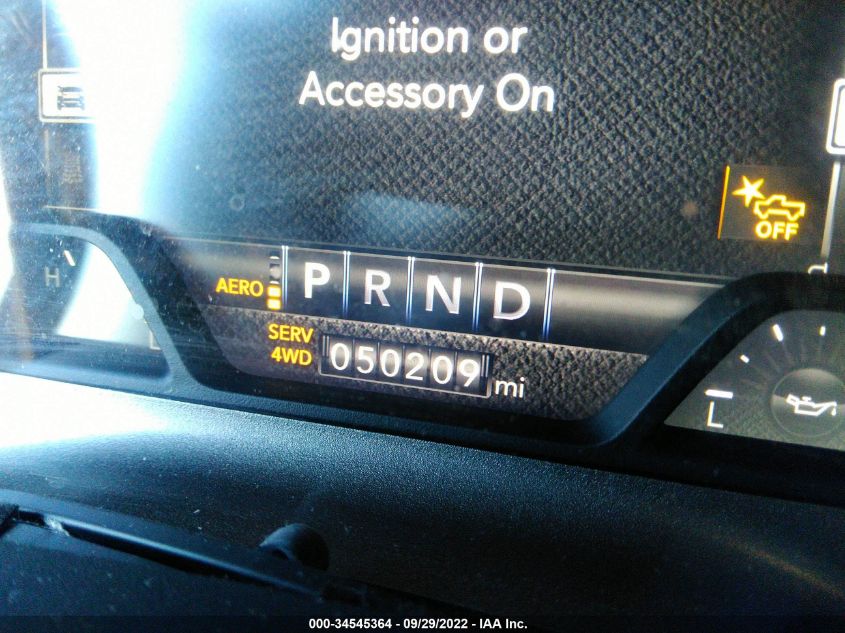 Ignition or
Accessory On
OFF
H
AERO
P R N D
SERV
4WD
050209 mi
L
000-34545364 / 09/29/2022 - IAA Inc.